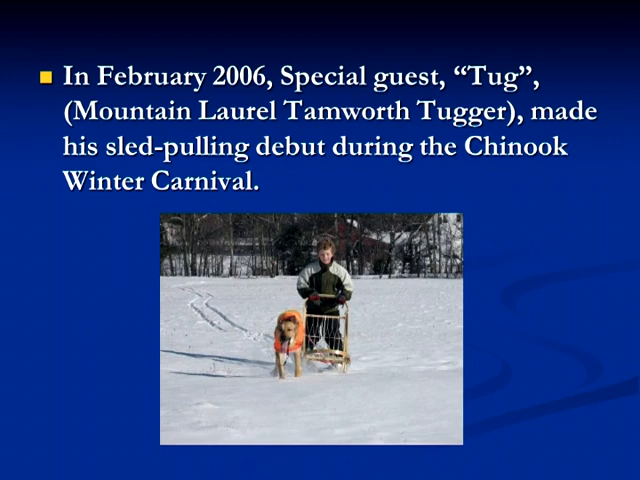 In February 2006, Special guest, “Tug”,
(Mountain Laurel Tamworth Tugger), made
his sled-pulling debut during the Chinook
Winter Carnival.